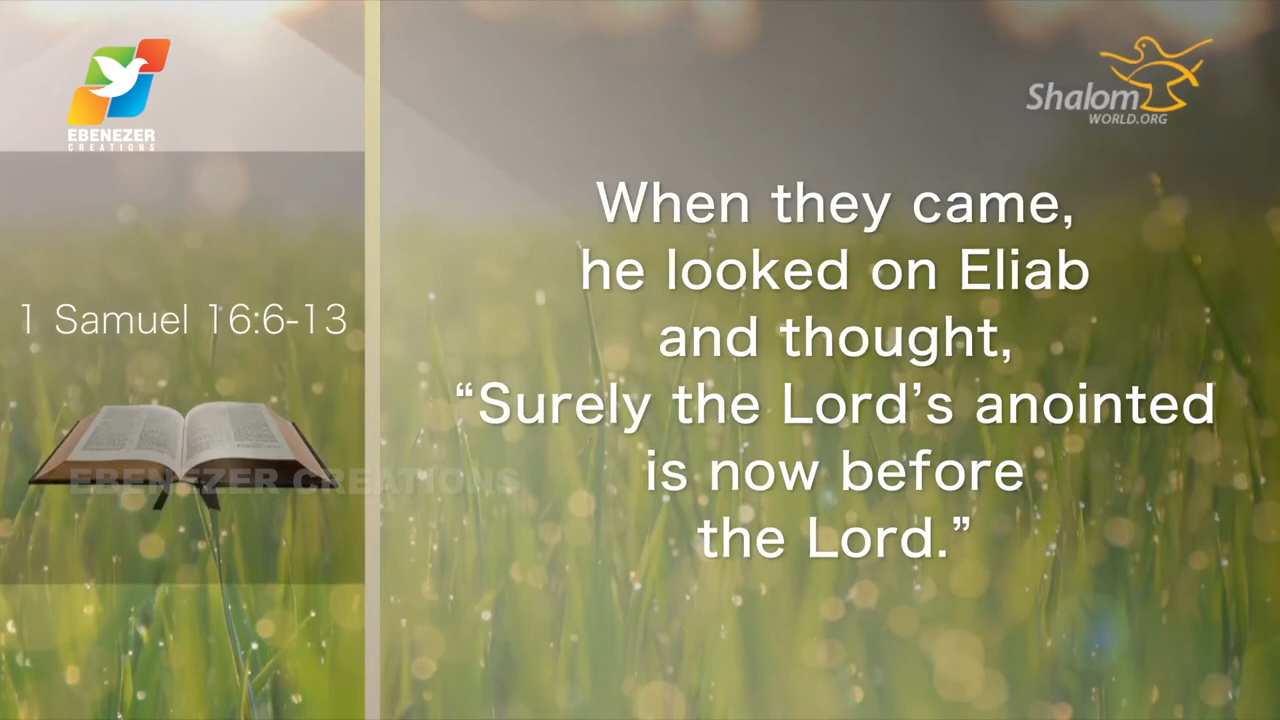 EBENEZER
CREATIONS
Shalom
WORLD.ORG
1 Samuel 16:6-13
When they came,
he looked on Eliab
and thought,
“Surely the Lord’s anointed
is now before
the Lord.”
EBENEZER CREATIONS